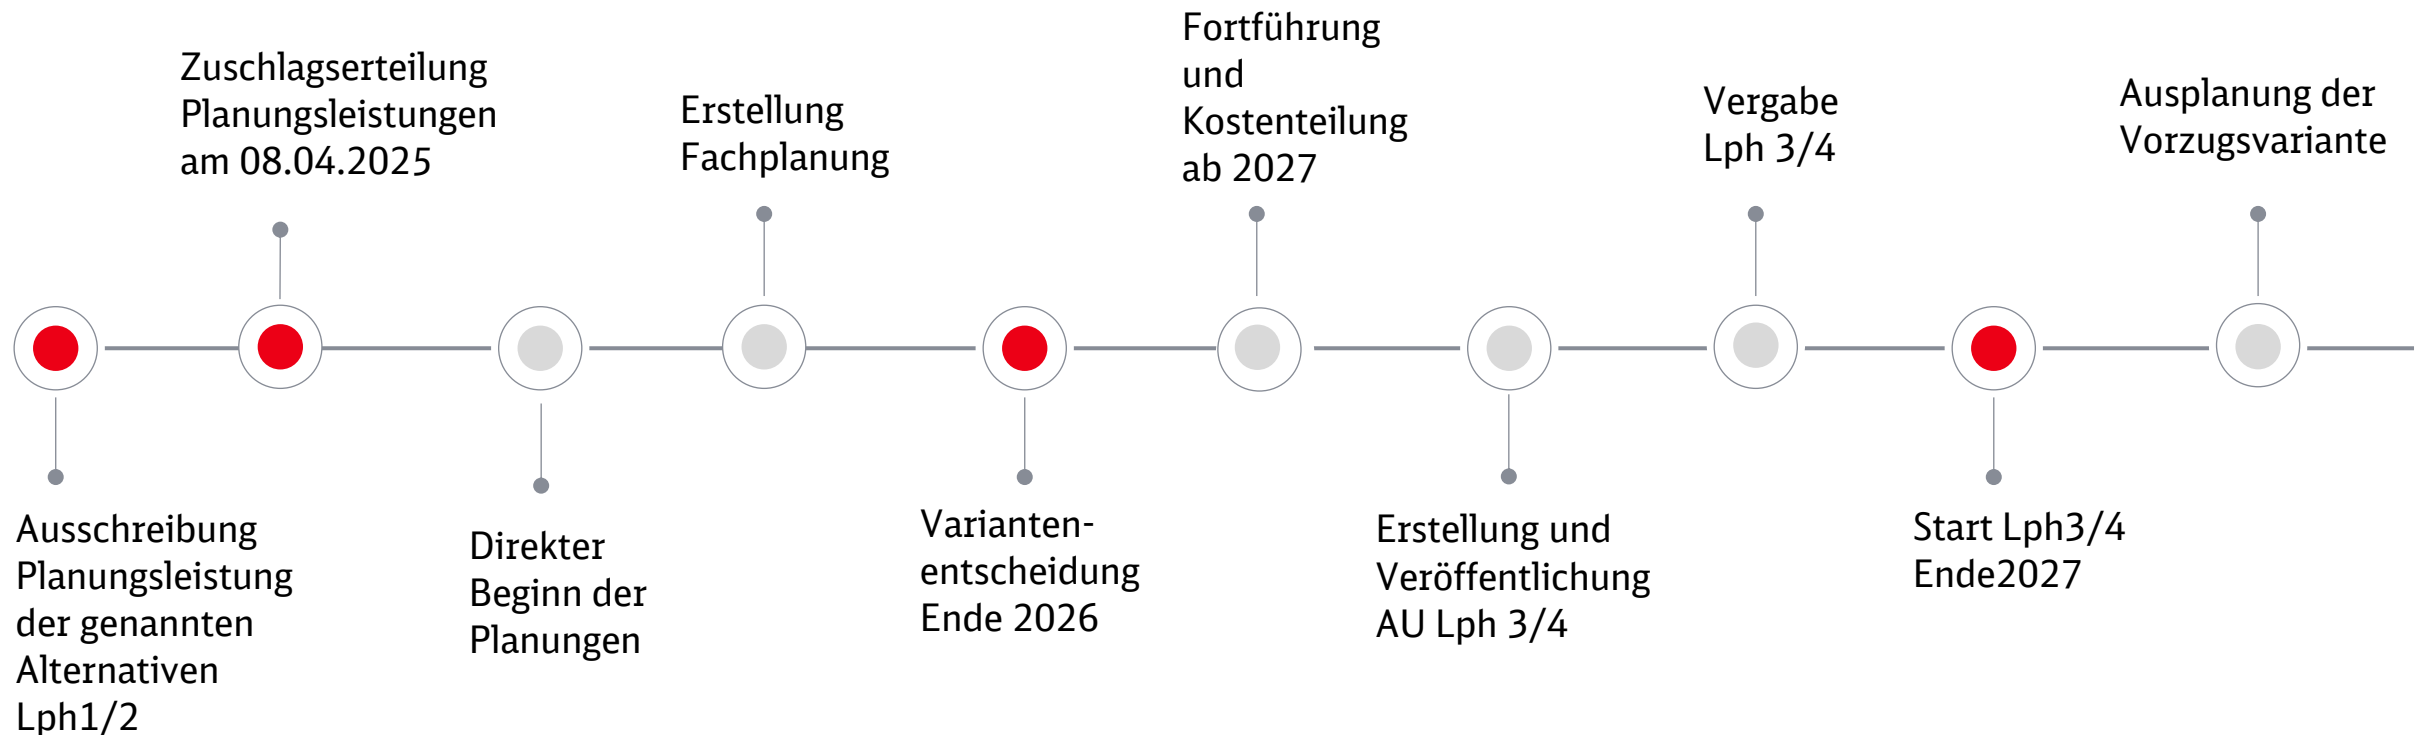 Ausschreibung
Planungsleistung
der genannten
Alternativen
Lph1/2
Zuschlagserteilung
Planungsleistungen
am 08.04.2025
Direkter
Beginn der
Planungen
Erstellung
Fachplanung
Varianten-
entscheidung
Ende 2026
Fortführung
und
Kostenteilung
ab 2027
Erstellung und
Veröffentlichung
AU Lph 3/4
Vergabe
Lph 3/4
Start Lph3/4
Ende2027
Ausplanung der
Vorzugsvariante